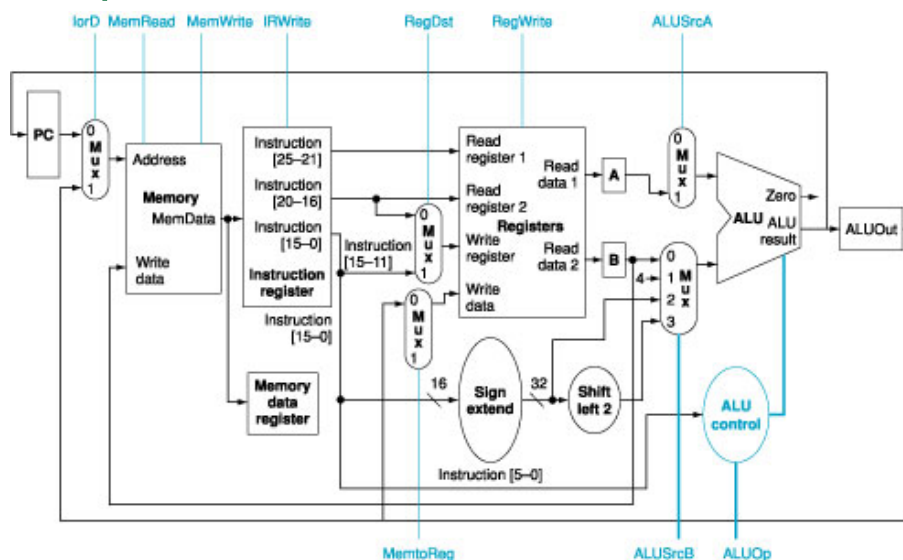 IorD MemRead MemWrite IRWrite RegDst RegWrite ALUSrcA
PC
0
M
u
x
1
Address
Memory
MemData
Write
data
Instruction
[25–21]
Instruction
[20–16]
Instruction
[15–0]
Instruction
register
Instruction
[15–0]
Memory
data
register
Instruction
[15–11]
0
M
u
x
1
0
M
u
x
1
Read
register 1
Read
register 2
Registers
Write
register
Write
data
Read
data 1
Read
data 2
16
Sign
extend
32
Shift
left 2
Instruction [5–0]
A
B
0
M
u
x
1
4
0
1
2
3
M
u
x
Zero
ALU
ALU
result
ALUOut
ALU
control
MemtoReg ALUSrcB ALUOp